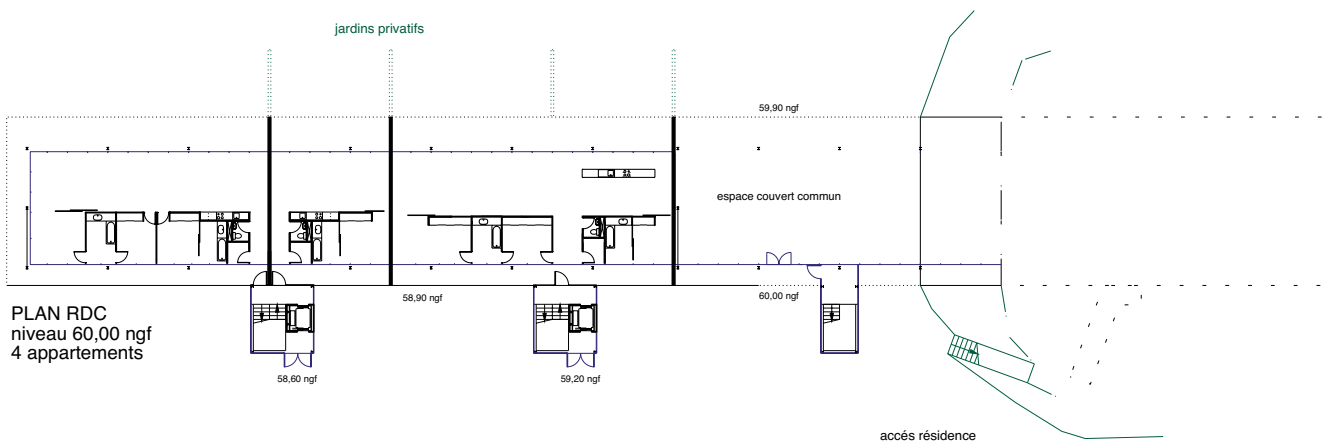 jardins privatifs
59,90 ngf
espace couvert commun
58,90 ngf
60,00 ngf
PLAN RDC
niveau 60,00 ngf
4 appartements
58,60 ngf
59,20 ngf
accés résidence